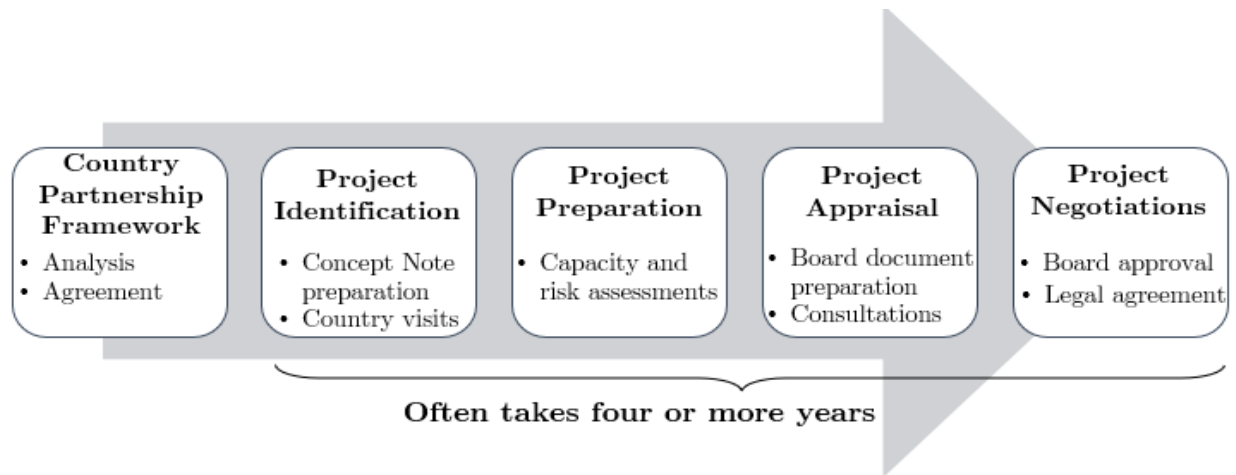 Country
Partnership
Framework
• Analysis
• Agreement
Project
Identification
• Concept Note
preparation
• Country visits
Project
Preparation
• Capacity and
risk assessments
Project
Appraisal
• Board document
preparation
• Consultations
Project
Negotiations
• Board approval
• Legal agreement
Often takes four or more years